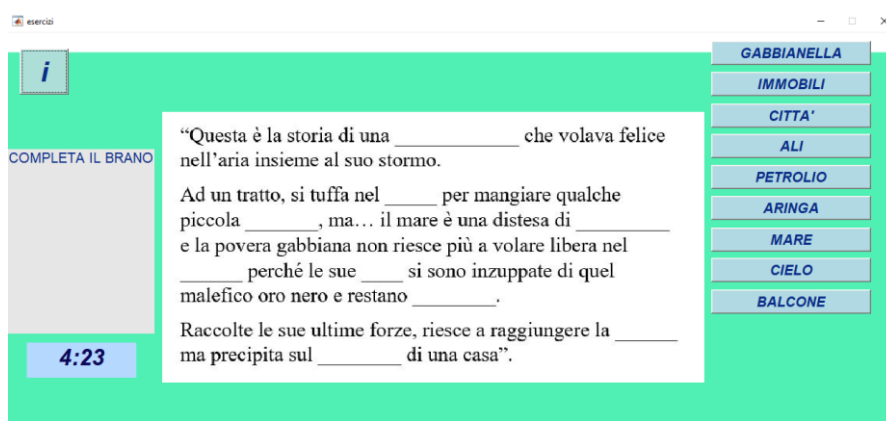 esercizi
i
COMPLETA IL BRANO
4:23
“Questa è la storia di una ____________ che volava felice
nell’aria insieme al suo stormo.
Ad un tratto, si tuffa nel _____ per mangiare qualche
piccola _______, ma… il mare è una distesa di _________
e la povera gabbiana non riesce più a volare libera nel
______ perché le sue ____ si sono inzuppate di quel
malefico oro nero e restano ________.
Raccolte le sue ultime forze, riesce a raggiungere la ______
ma precipita sul ________ di una casa”.
GABBIANELLA
IMMOBILI
CITTA'
ALI
PETROLIO
ARINGA
MARE
CIELO
BALCONE